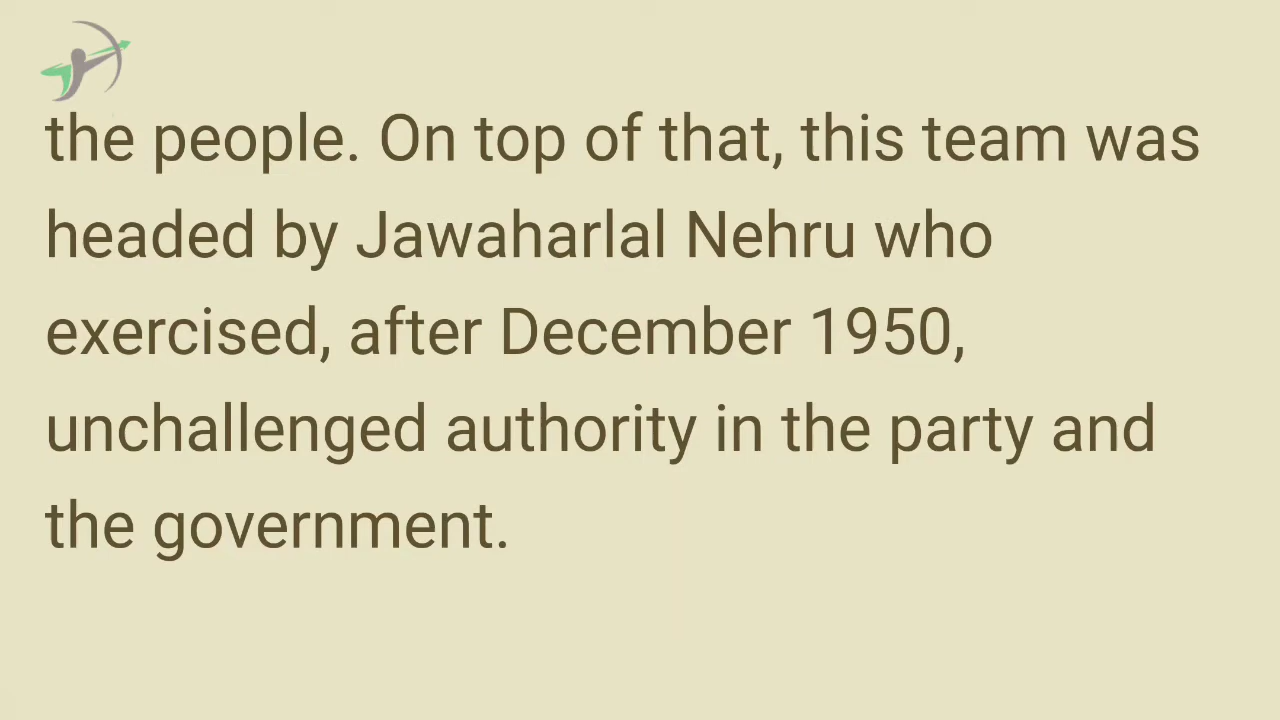 the people. On top of that, this team was
headed by Jawaharlal Nehru who
exercised, after December 1950,
unchallenged authority in the party and
the government.